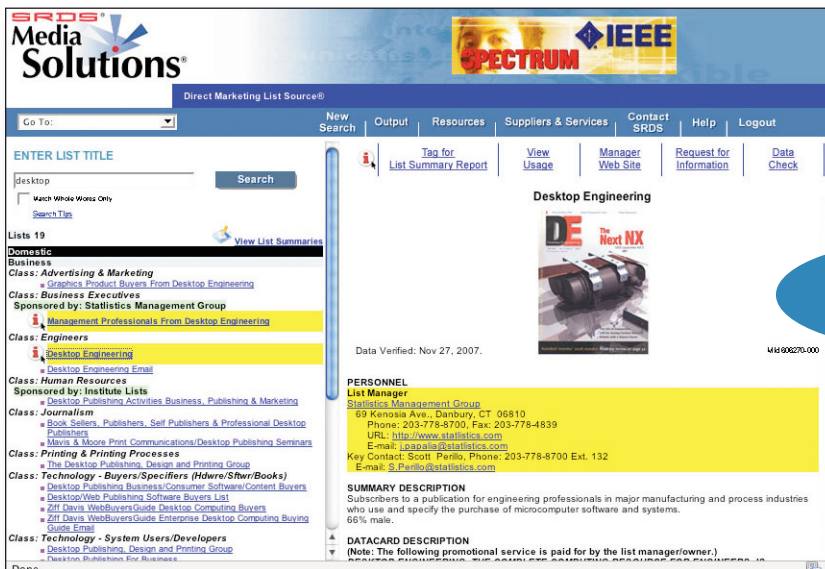 SRDS®
Media
Solutions®
SPECTRUM
IEEE
Direct Marketing List Source®
Go To:
New Search
Output
Resources
Suppliers & Services
Contact SRDS
Help
Logout
ENTER LIST TITLE
desktop
Search
Match Whole Words Only
Search Tips
Lists 19
View List Summaries
Domestic
Business
Class: Advertising & Marketing
Graphics Product Buyers From Desktop Engineering
Class: Business Executives
Sponsored by: Statlistics Management Group
Management Professionals From Desktop Engineering
Class: Engineers
Desktop Engineering
Desktop Engineering Email
Class: Human Resources
Sponsored by: Institute Lists
Desktop Publishing Activities Business, Publishing & Marketing
Class: Journalism
Book Sellers, Publishers, Self Publishers & Professional Desktop
Publishers
Mavis & Moore Print Communications/Desktop Publishing Seminars
Class: Printing & Printing Processes
The Desktop Publishing, Design and Printing Group
Class: Technology - Buyers/Specifiers (Hdwre/Sftwr/Books)
Desktop Publishing Business/Consumer Software/Content Buyers
Desktop/Web Publishing Software Buyers List
Ziff Davis WebBuyersGuide Desktop Computing Buyers
Ziff Davis WebBuyersGuide Enterprise Desktop Computing Buying
Guide Email
Class: Technology - System Users/Developers
Desktop Publishing, Design and Printing Group
Desktop Publishing For Business
Done
Tag for
List Summary Report
View
Usage
Manager
Web Site
Request for
Information
Data
Check
Desktop Engineering
DE
The
Next NX
Data Verified: Nov 27, 2007.
Mid 606270-000
PERSONNEL
List Manager
Statlistics Management Group
69 Kenosia Ave., Danbury, CT 06810
Phone: 203-778-8700, Fax: 203-778-4839
URL: http://www.statlistics.com
E-mail: j.papalia@statlistics.com
Key Contact: Scott Perillo, Phone: 203-778-8700 Ext. 132
E-mail: S.Perillo@statlistics.com
SUMMARY DESCRIPTION
Subscribers to a publication for engineering professionals in major manufacturing and process industries
who use and specify the purchase of microcomputer software and systems.
66% male.
DATACARD DESCRIPTION
(Note: The following promotional service is paid for by the list manager/owner.)